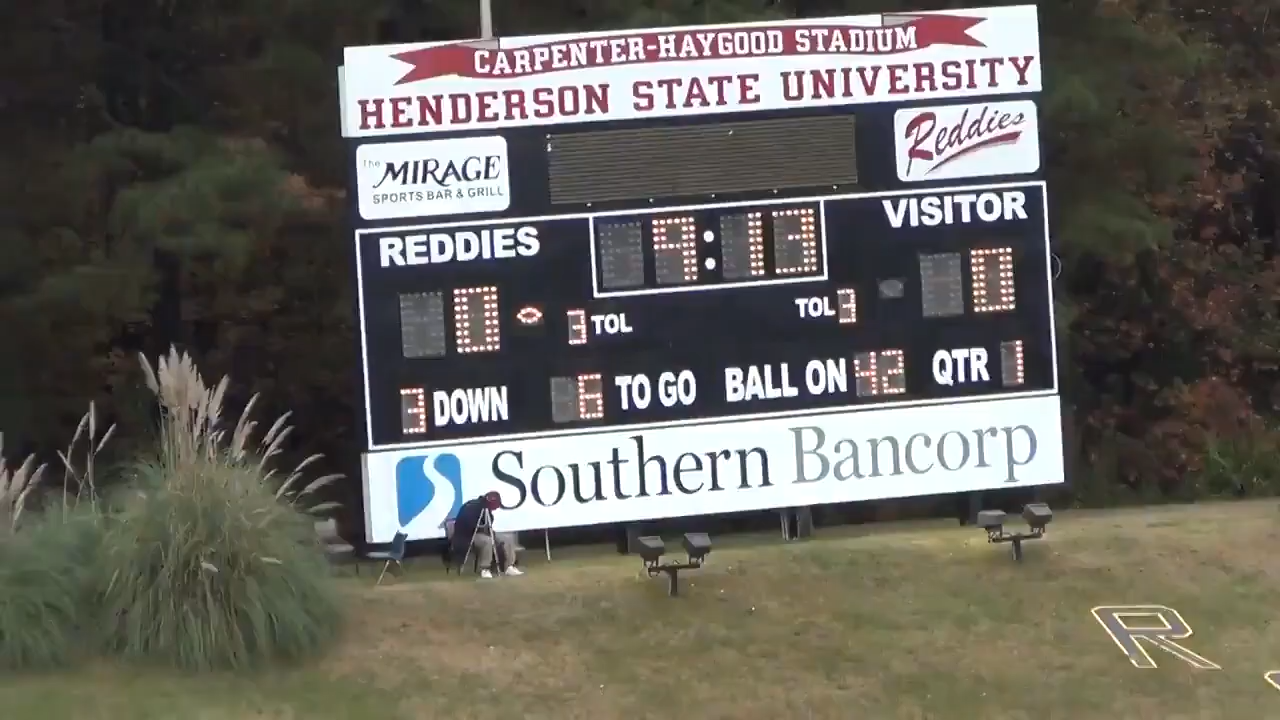 CARPENTER-HAYGOOD STADIUM
HENDERSON STATE UNIVERSITY
The MIRAGE
SPORTS BAR & GRILL
Reddies
REDDIES
9:13
VISITOR
0
3 TOL
TOL 3
0
3 DOWN
6 TO GO
BALL ON 42
QTR 1
Southern Bancorp
R